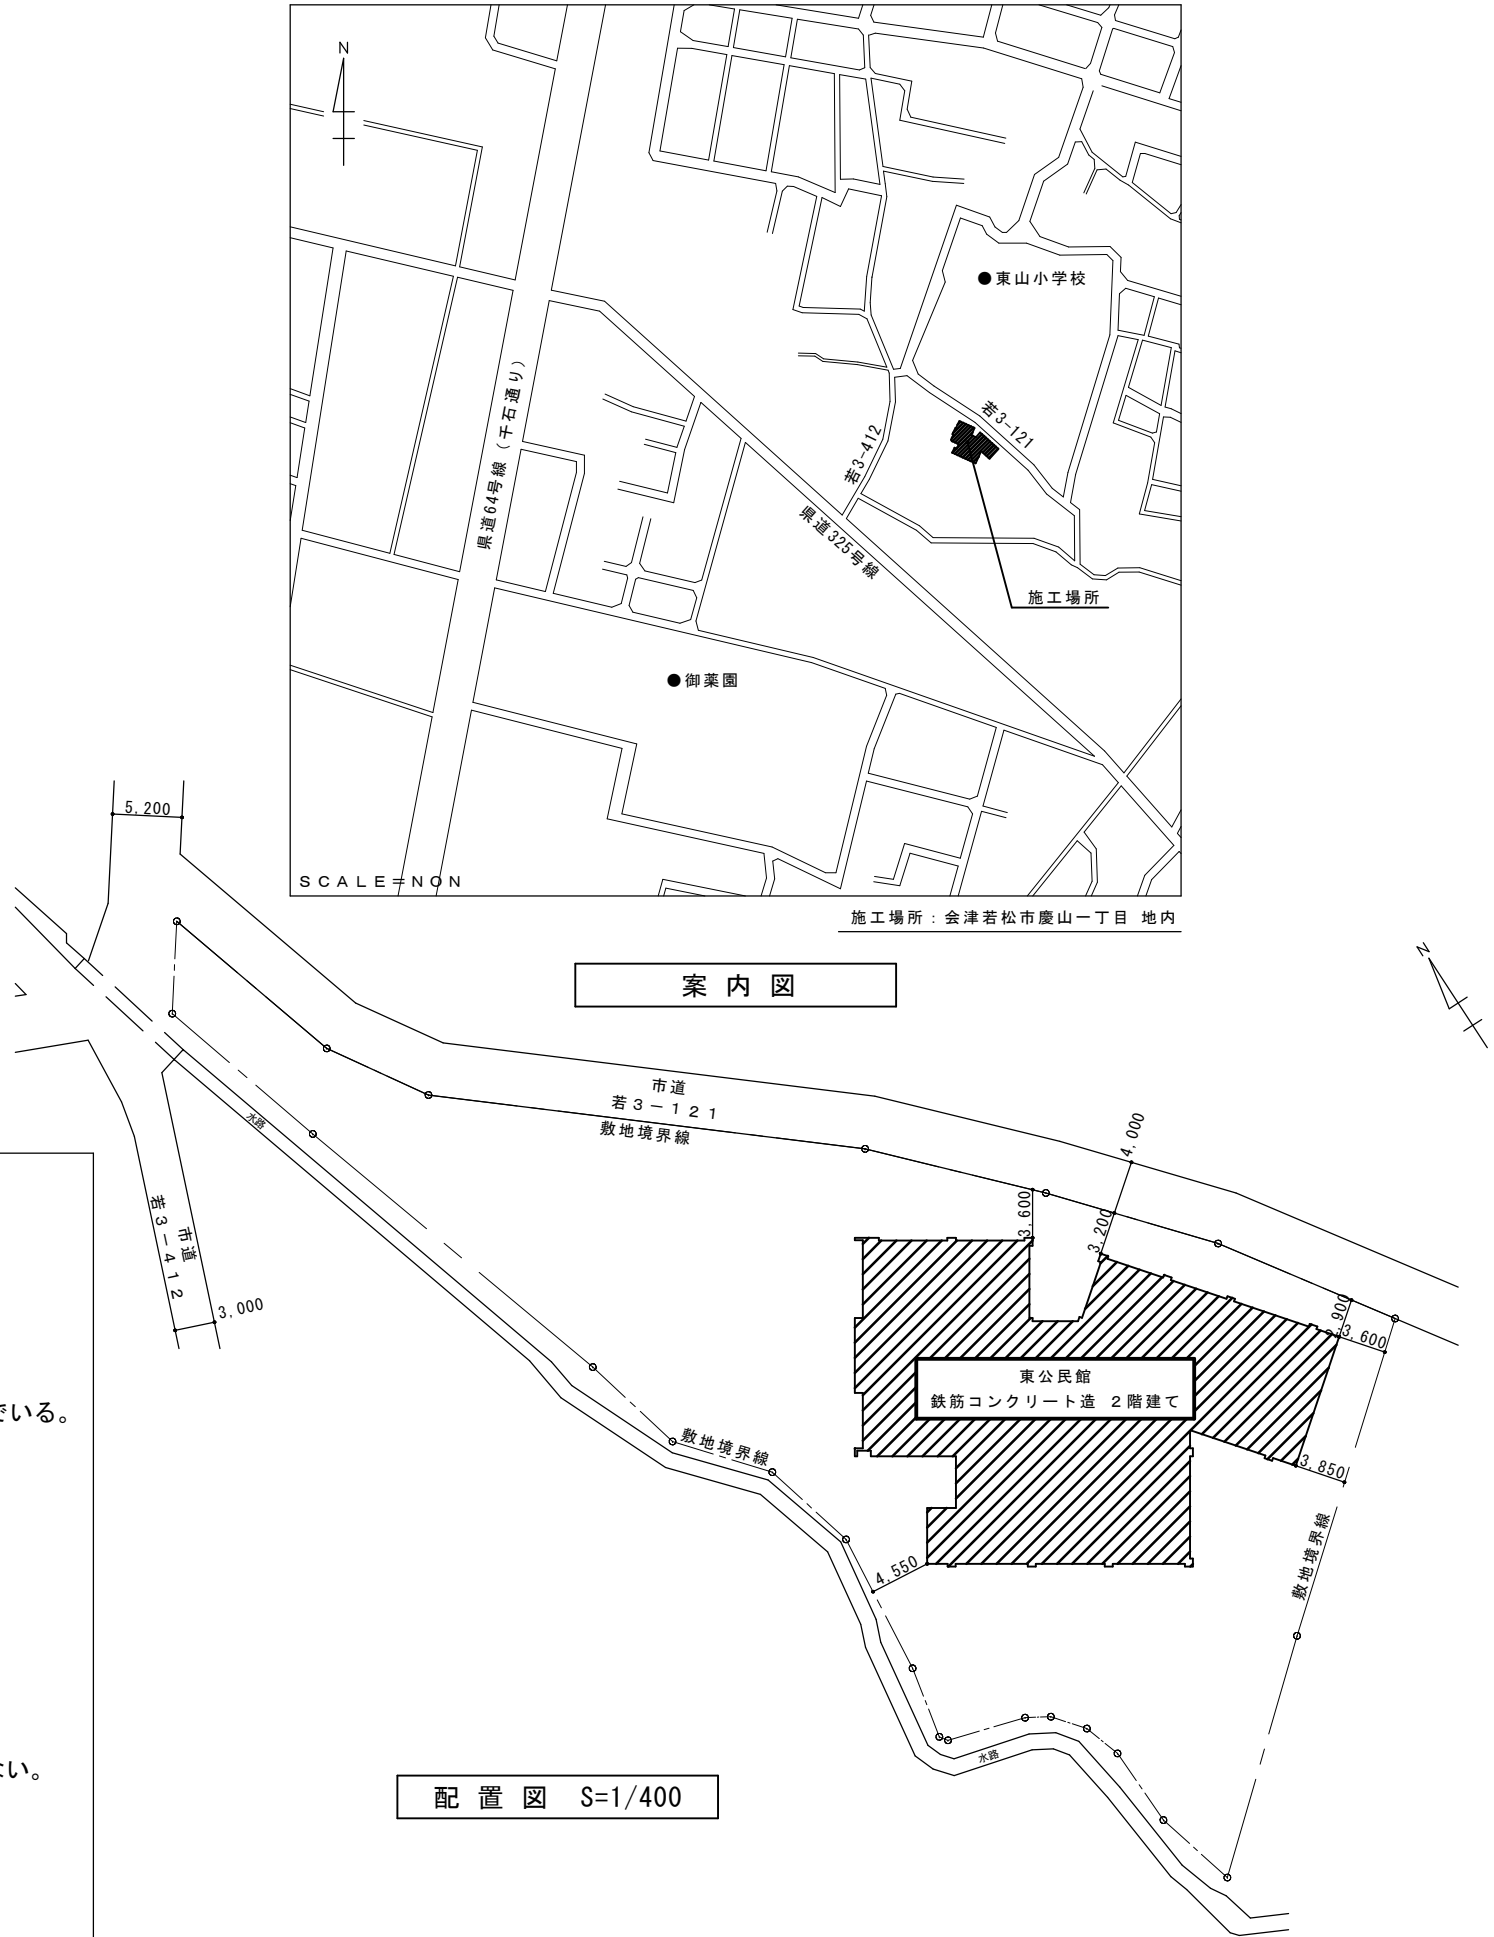 N
●東山小学校
県道64号線（千石通り）
若3-412
若3-121
県道325号線
施工場所
●御薬園
SCALE=NON
施工場所：会津若松市慶山一丁目 地内
案内図
N
5,200
市道
若３－１２１
敷地境界線
4,000
3,600
3,200
水路
市道
若３－４１２
3,000
3,600
東公民館
鉄筋コンクリート造 ２階建て
でいる。
敷地境界線
3,850
敷地境界線
4,550
水路
ない。
配置図 S=1/400